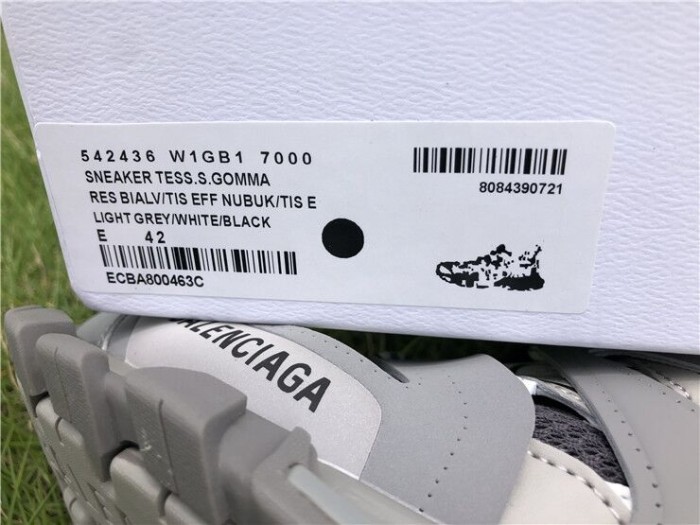 542436 W1GB1 7000
SNEAKER TESS.S.GOMMA
RES BIALV/TIS EFF NUBUK/TIS E
LIGHT GREY/WHITE/BLACK
E 42
ECBA800463C
8084390721
BALENCIAGA